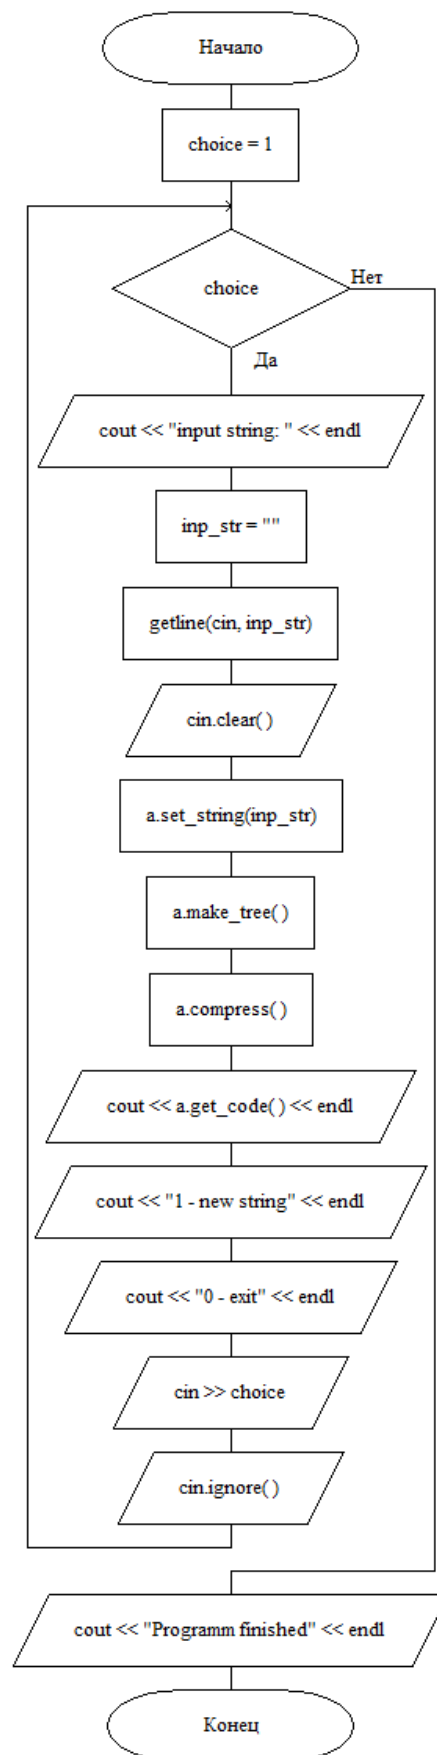 Начало
choice = 1
choice
Нет
Да
cout << "input string: " << endl
inp_str = ""
getline(cin, inp_str)
cin.clear( )
a.set_string(inp_str)
a.make_tree( )
a.compress( )
cout << a.get_code( ) << endl
cout << "1 - new string" << endl
cout << "0 - exit" << endl
cin >> choice
cin.ignore( )
cout << "Programm finished" << endl
Конец